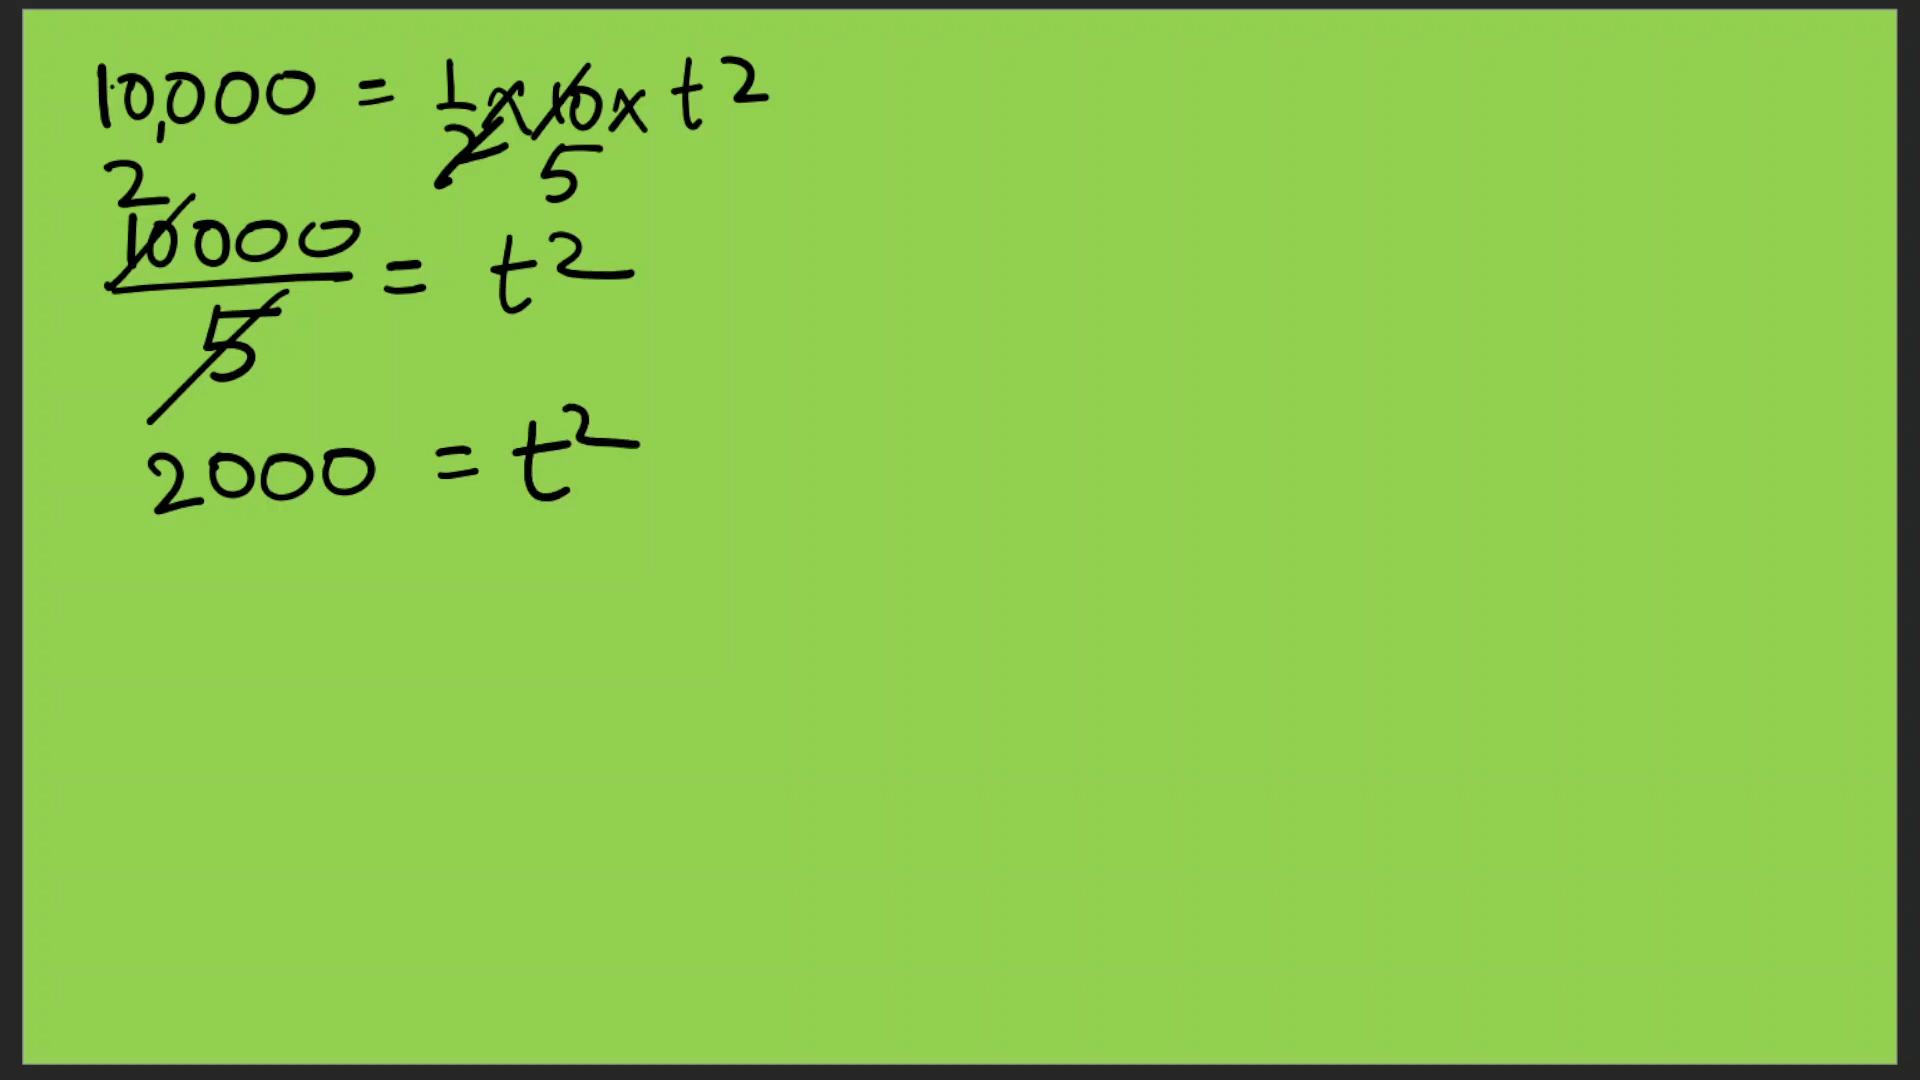 10,000 = 1/2 x 10 x t²
5
2
10000/5 = t²
2000 = t²